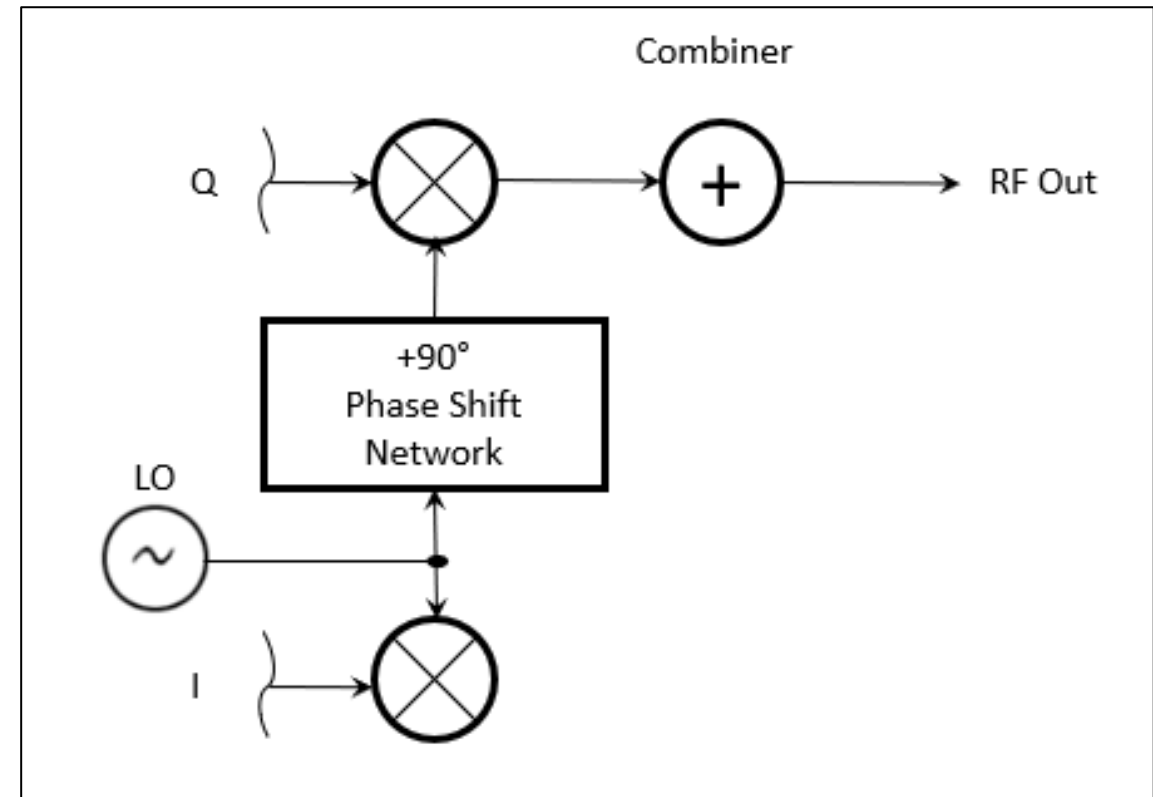 Combiner
Q
+
RF Out
+90°
Phase Shift
Network
LO
~
I